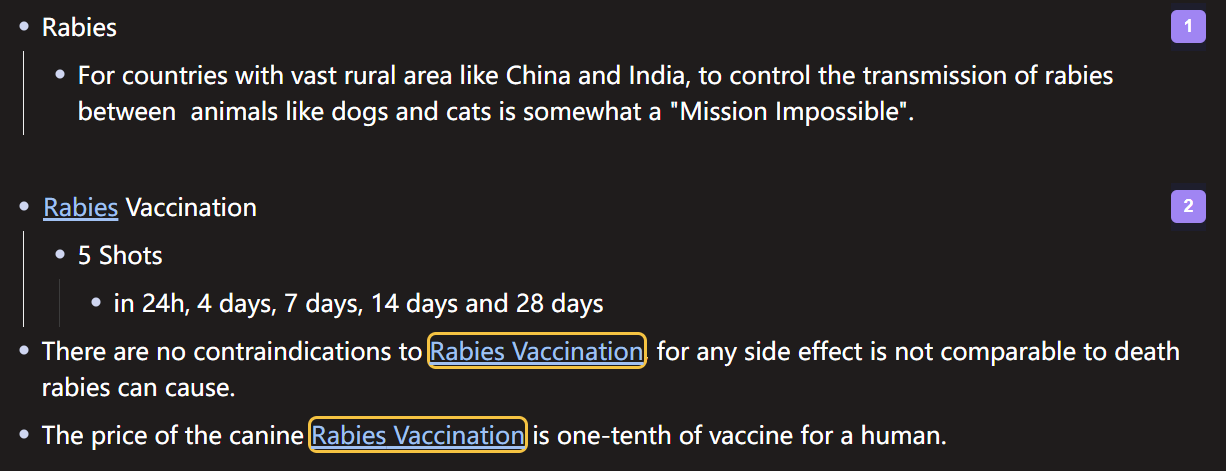 Rabies
1
For countries with vast rural area like China and India, to control the transmission of rabies
between  animals like dogs and cats is somewhat a "Mission Impossible".
Rabies Vaccination
2
5 Shots
in 24h, 4 days, 7 days, 14 days and 28 days
There are no contraindications to Rabies Vaccination, for any side effect is not comparable to death
rabies can cause.
The price of the canine Rabies Vaccination is one-tenth of vaccine for a human.